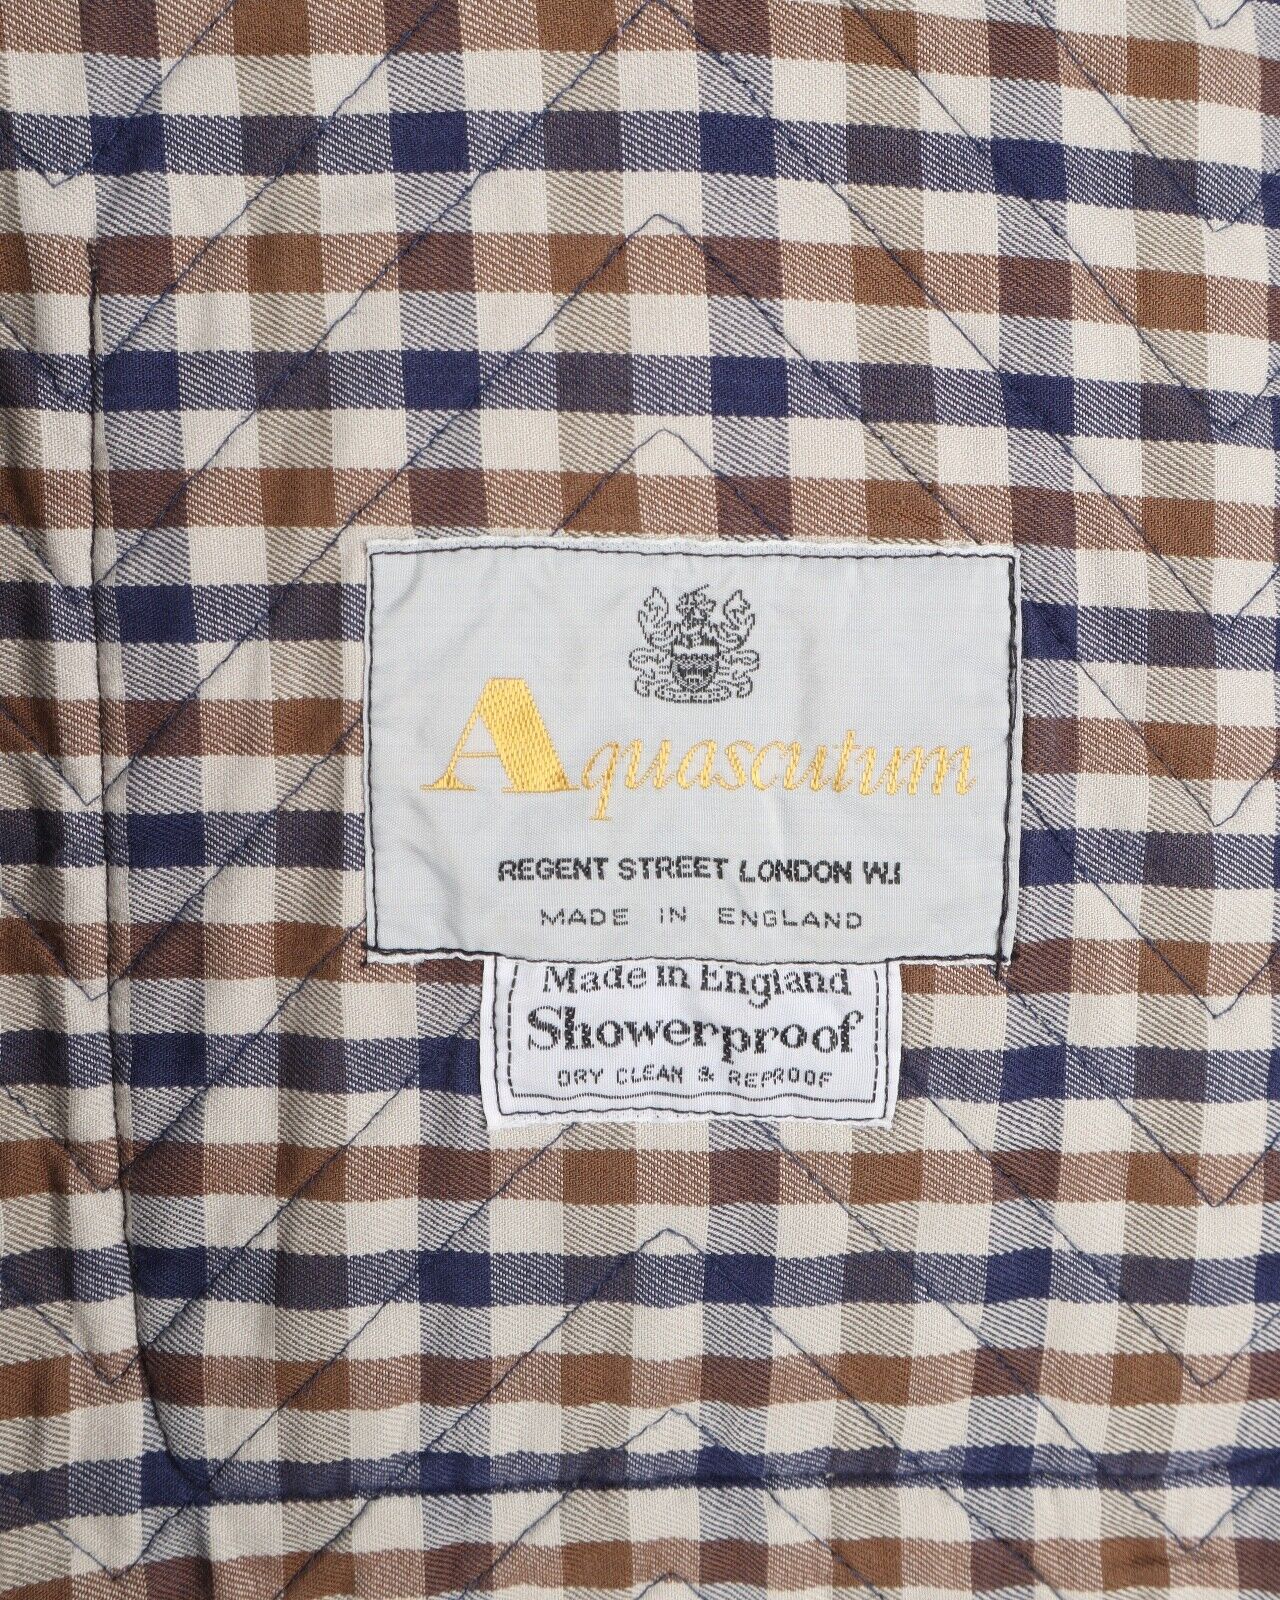 Aquascutum
REGENT STREET LONDON W.1
MADE IN ENGLAND
Made in England
Showerproof
DRY CLEAN & REPROOF